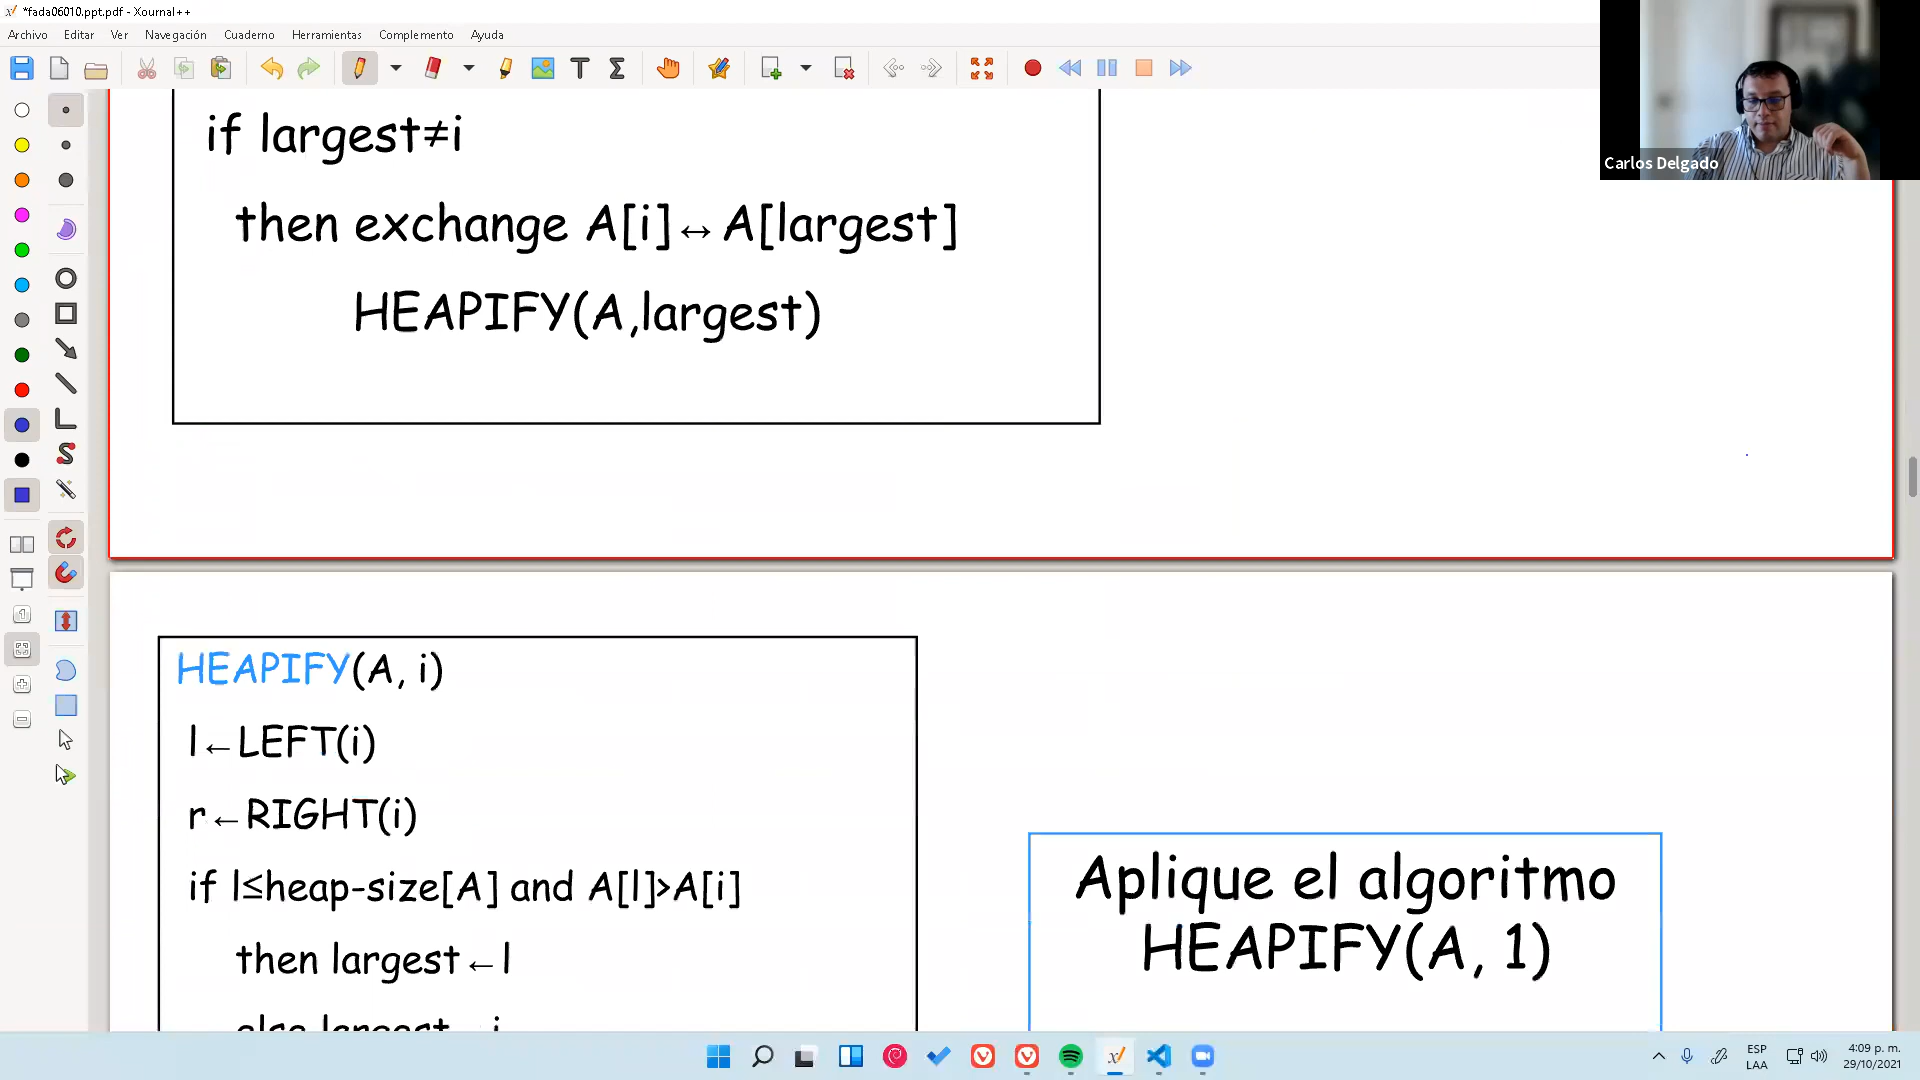 *fada06010.ppt.pdf - Xournal++
Archivo Editar Ver Navegación Cuaderno Herramientas Complemento Ayuda
Carlos Delgado
if largest≠i
then exchange A[i]↔A[largest]
HEAPIFY(A,largest)
HEAPIFY(A, i)
l←LEFT(i)
r←RIGHT(i)
if l≤heap-size[A] and A[l]>A[i]
then largest←l
else largest←i
Aplique el algoritmo
HEAPIFY(A, 1)
ESP
LAA
4:09 p. m.
29/10/2021